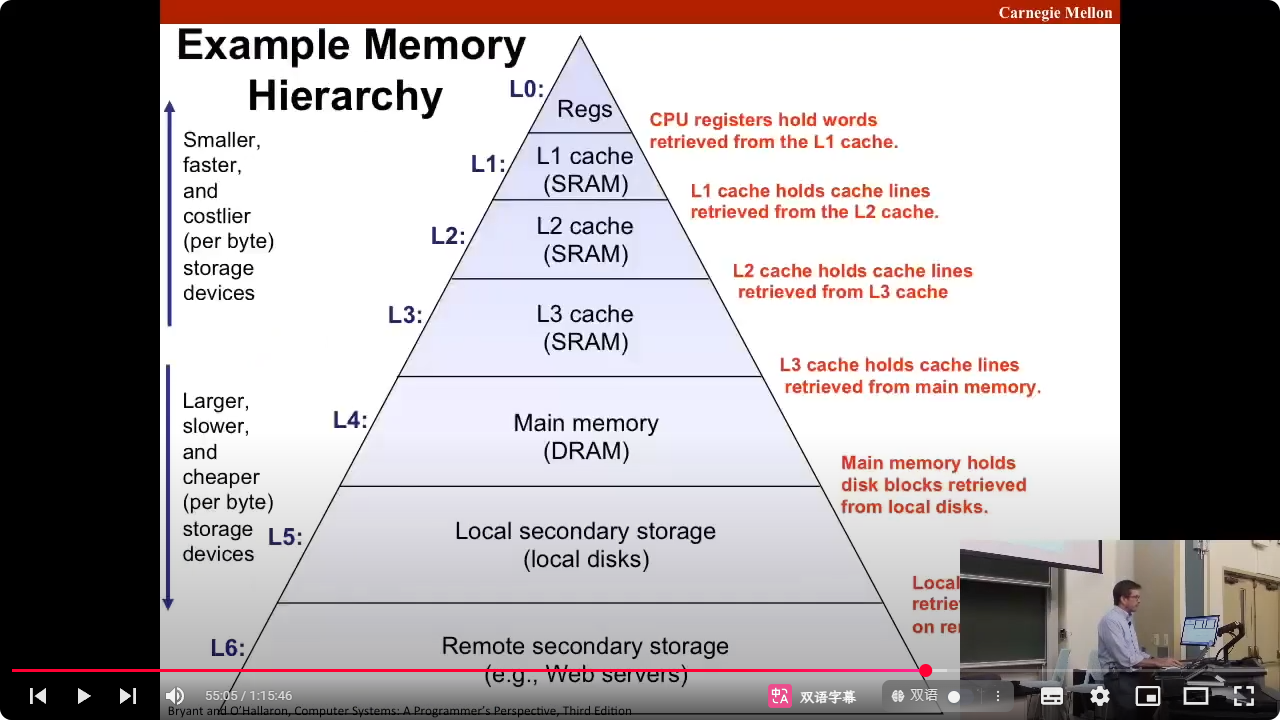 Carnegie Mellon
Example Memory
Hierarchy
L0:
Regs
CPU registers hold words
retrieved from the L1 cache.
Smaller,
faster,
and
costlier
(per byte)
storage
devices
L1:
L1 cache
(SRAM)
L1 cache holds cache lines
retrieved from the L2 cache.
L2:
L2 cache
(SRAM)
L2 cache holds cache lines
retrieved from L3 cache
L3:
L3 cache
(SRAM)
L3 cache holds cache lines
retrieved from main memory.
Larger,
slower,
and
cheaper
(per byte)
storage
devices
L4:
Main memory
(DRAM)
Main memory holds
disk blocks retrieved
from local disks.
L5:
Local secondary storage
(local disks)
Local
retrie
on re
L6:
Remote secondary storage
(e.g., Web servers)
55:05 / 1:15:46
双语字幕
双语
Bryant and O'Hallaron, Computer Systems: A Programmer's Perspective, Third Edition